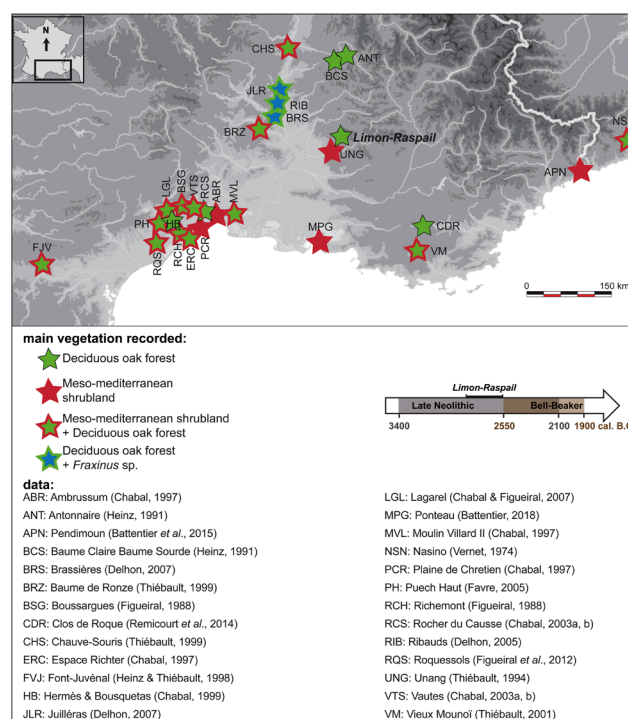 N
CHS
ANT
BCS
JLR
RIB
BRS
BRZ
Limon-Raspail
UNG
NS
APN
LGL
BSG
VTS
RCS
ABR
MVL
PH
HB
CDR
MPG
VM
FJV
RQS
RCH
ERC
PCR
0 150 km
main vegetation recorded:
Deciduous oak forest
Meso-mediterranean
shrubland
Meso-mediterranean shrubland
+ Deciduous oak forest
Deciduous oak forest
+ Fraxinus sp.
Limon-Raspail
Late Neolithic Bell-Beaker
3400 2550 2100 1900 cal. B.C
data:
ABR: Ambrussum (Chabal, 1997)
ANT: Antonnaire (Heinz, 1991)
APN: Pendimoun (Battentier et al., 2015)
BCS: Baume Claire Baume Sourde (Heinz, 1991)
BRS: Brassières (Delhon, 2007)
BRZ: Baume de Ronze (Thiébault, 1999)
BSG: Boussargues (Figueiral, 1988)
CDR: Clos de Roque (Remicourt et al., 2014)
CHS: Chauve-Souris (Thiébault, 1999)
ERC: Espace Richter (Chabal, 1997)
FVJ: Font-Juvénal (Heinz & Thiébault, 1998)
HB: Hermès & Bousquetas (Chabal, 1999)
JLR: Juilléras (Delhon, 2007)
LGL: Lagarel (Chabal & Figueiral, 2007)
MPG: Ponteau (Battentier, 2018)
MVL: Moulin Villard II (Chabal, 1997)
NSN: Nasino (Vernet, 1974)
PCR: Plaine de Chretien (Chabal, 1997)
PH: Puech Haut (Favre, 2005)
RCH: Richemont (Figueiral, 1988)
RCS: Rocher du Causse (Chabal, 2003a, b)
RIB: Ribauds (Delhon, 2005)
RQS: Roquessols (Figueiral et al., 2012)
UNG: Unang (Thiébault, 1994)
VTS: Vautes (Chabal, 2003a, b)
VM: Vieux Mounoï (Thiébault, 2001)